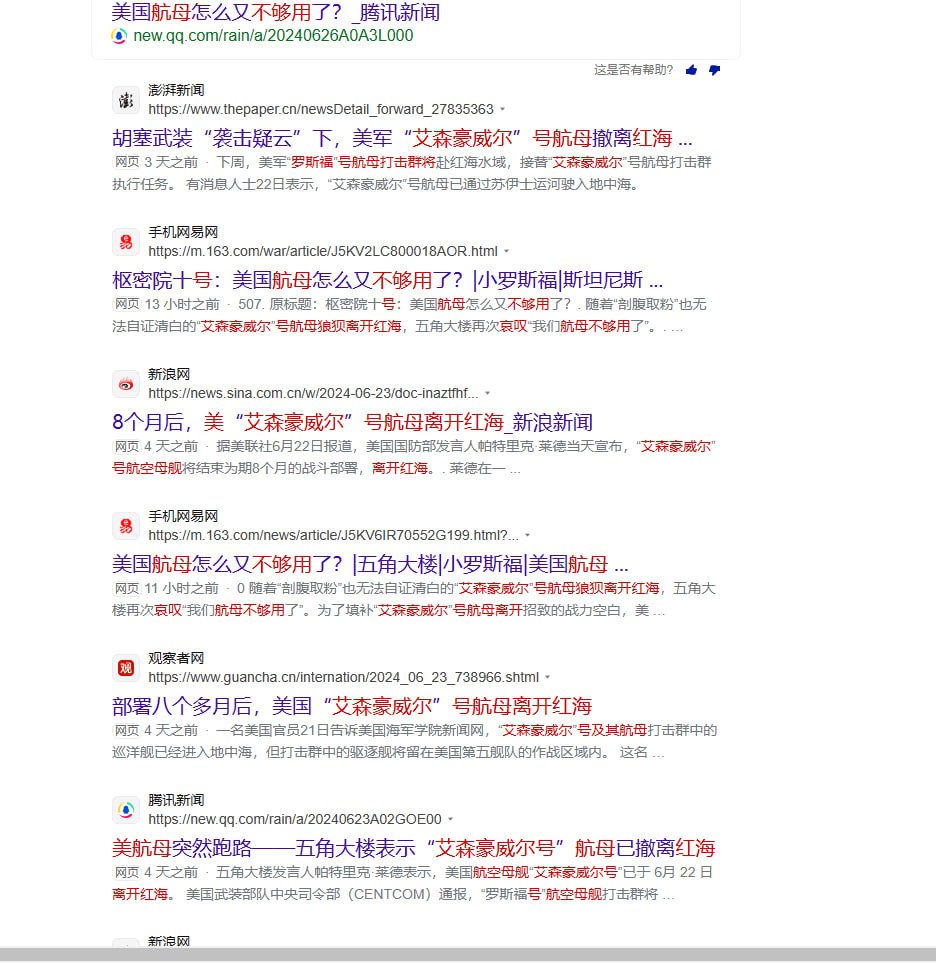 美国航母怎么又不够用了？_腾讯新闻
new.qq.com/rain/a/20240626A0A3L000
这是否有帮助?
澎湃新闻
https://www.thepaper.cn/newsDetail_forward_27835363
胡塞武装“袭击疑云”下，美军“艾森豪威尔”号航母撤离红海 ...
网页 3 天之前 · 下周，美军“罗斯福”号航母打击群将赴红海水域，接替“艾森豪威尔”号航母打击群
执行任务。 有消息人士22日表示，“艾森豪威尔”号航母已通过苏伊士运河驶入地中海。
手机网易网
https://m.163.com/war/article/J5KV2LC800018AOR.html
枢密院十号：美国航母怎么又不够用了？|小罗斯福|斯坦尼斯 ...
网页 13 小时之前 · 507. 原标题：枢密院十号：美国航母怎么又不够用了？. 随着“剖腹取粉”也无
法自证清白的“艾森豪威尔”号航母狼狈离开红海，五角大楼再次哀叹“我们航母不够用了”。. …
新浪网
https://news.sina.com.cn/w/2024-06-23/doc-inaztfhf...
8个月后，美“艾森豪威尔”号航母离开红海_新浪新闻
网页 4 天之前 · 据美联社6月22日报道，美国国防部发言人帕特里克·莱德当天宣布，“艾森豪威尔”
号航空母舰将结束为期8个月的战斗部署，离开红海。. 莱德在一 ...
手机网易网
https://m.163.com/news/article/J5KV6IR70552G199.html?...
美国航母怎么又不够用了？|五角大楼|小罗斯福|美国航母 ...
网页 11 小时之前 · 0 随着“剖腹取粉”也无法自证清白的“艾森豪威尔”号航母狼狈离开红海，五角大
楼再次哀叹“我们航母不够用了”。为了填补“艾森豪威尔”号航母离开招致的战力空白，美 …
观察者网
https://www.guancha.cn/internation/2024_06_23_738966.shtml
部署八个多月后，美国“艾森豪威尔”号航母离开红海
网页 4 天之前 · 一名美国官员21日告诉美国海军学院新闻网，“艾森豪威尔”号及其航母打击群中的
巡洋舰已经进入地中海，但打击群中的驱逐舰将留在美国第五舰队的作战区域内。 这名 …
腾讯新闻
https://new.qq.com/rain/a/20240623A02GOE00
美航母突然跑路——五角大楼表示“艾森豪威尔号”航母已撤离红海
网页 4 天之前 · 五角大楼发言人帕特里克·莱德表示，美国航空母舰“艾森豪威尔号”已于 6月 22 日
离开红海。 美国武装部队中央司令部（CENTCOM）通报，“罗斯福号”航空母舰打击群将 …
新浪网